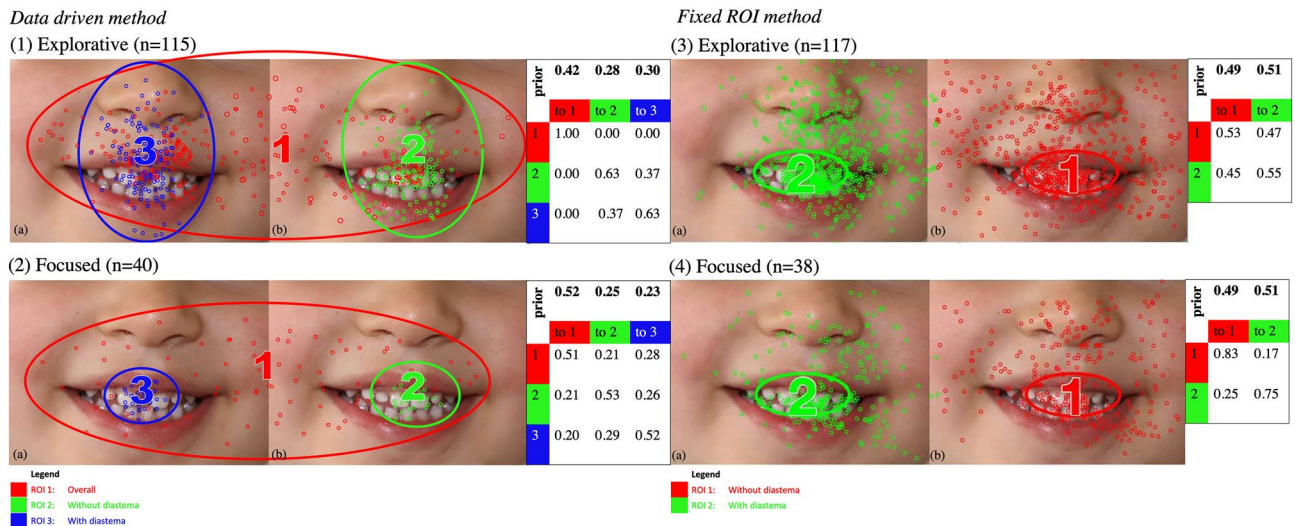 Data driven method
(1) Explorative (n=115)
3
(a)
1
2
(b)
prior 0.42 0.28 0.30
to 1 to 2 to 3
1 1.00 0.00 0.00
2 0.00 0.63 0.37
3 0.00 0.37 0.63
(2) Focused (n=40)
3
(a)
1
2
(b)
prior 0.52 0.25 0.23
to 1 to 2 to 3
1 0.51 0.21 0.28
2 0.21 0.53 0.26
3 0.20 0.29 0.52
Legend
ROI 1: Overall
ROI 2: Without diastema
ROI 3: With diastema
Fixed ROI method
(3) Explorative (n=117)
2
(a)
1
(b)
prior 0.49 0.51
to 1 to 2
1 0.53 0.47
2 0.45 0.55
(4) Focused (n=38)
2
(a)
1
(b)
prior 0.49 0.51
to 1 to 2
1 0.83 0.17
2 0.25 0.75
Legend
ROI 1: Without diastema
ROI 2: With diastema